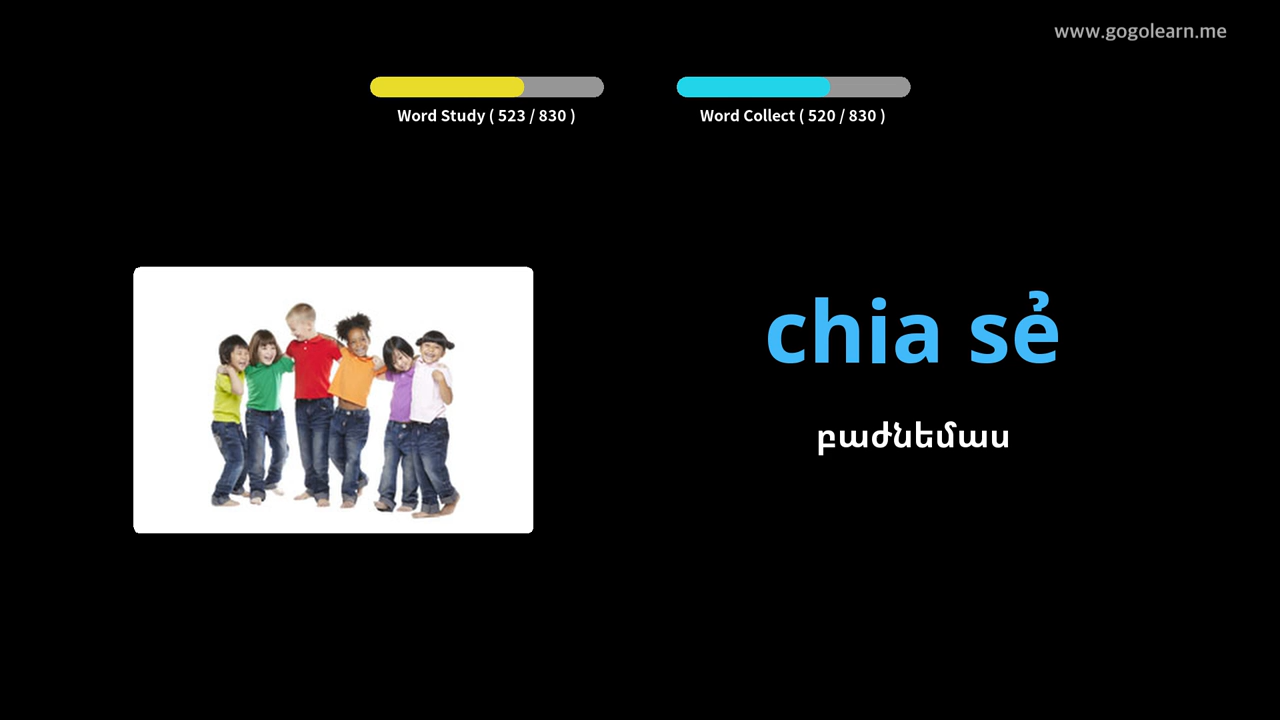 www.gogolearn.me
Word Study ( 523 / 830 )
Word Collect ( 520 / 830 )
chia sẻ
բաժնեմաս